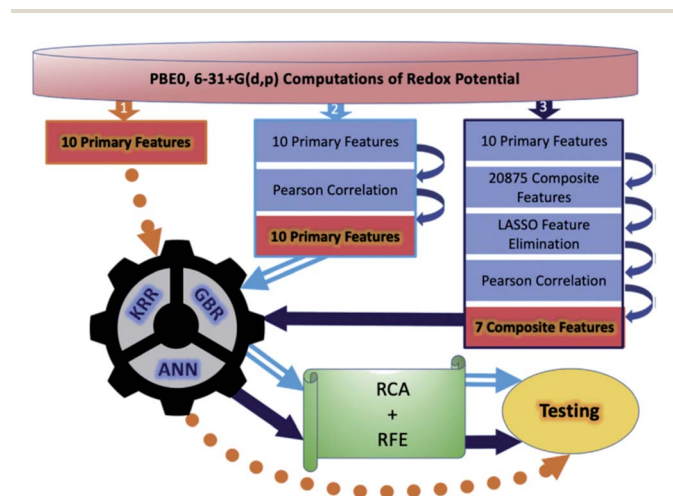 PBE0, 6-31+G(d,p) Computations of Redox Potential
1
2
3
10 Primary Features
10 Primary Features
Pearson Correlation
10 Primary Features
10 Primary Features
20875 Composite
Features
LASSO Feature
Elimination
Pearson Correlation
7 Composite Features
KRR
GBR
ANN
RCA
+
RFE
Testing